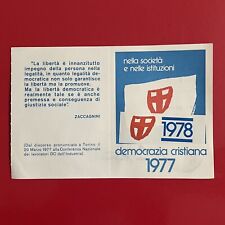 "La libertà è innanzitutto
impegno della persona nella
legalità, in quanto legalità de-
mocratica non solo garantisce
la libertà ma la promuove.
Ma la libertà democratica è
realmente tale se è anche
premessa e conseguenza di
giustizia sociale".
ZACCAGNINI
(Dal discorso pronunciato a Torino il
20 Marzo 1977 alla Conferenza Nazionale
dei lavoratori DC dell'Industria)
nella società
e nelle istituzioni
1978
democrazia cristiana
1977